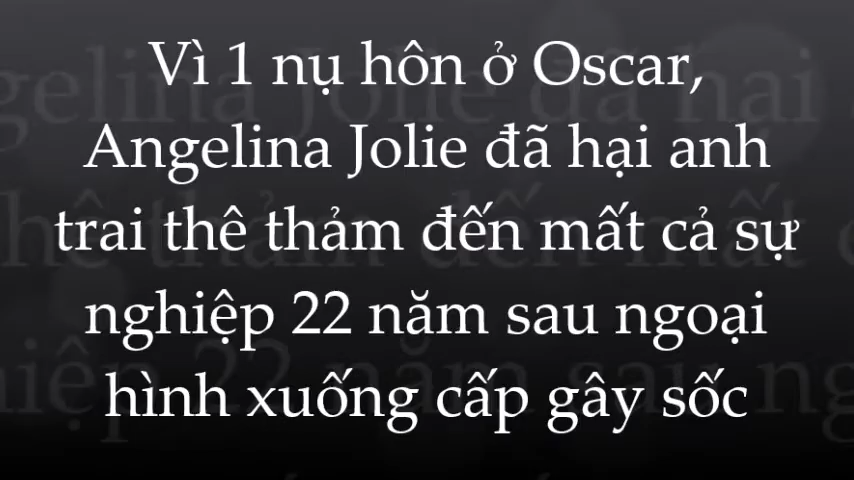 Vì 1 nụ hôn ở Oscar,
Angelina Jolie đã hại anh
trai thê thảm đến mất cả sự
nghiệp 22 năm sau ngoại
hình xuống cấp gây sốc